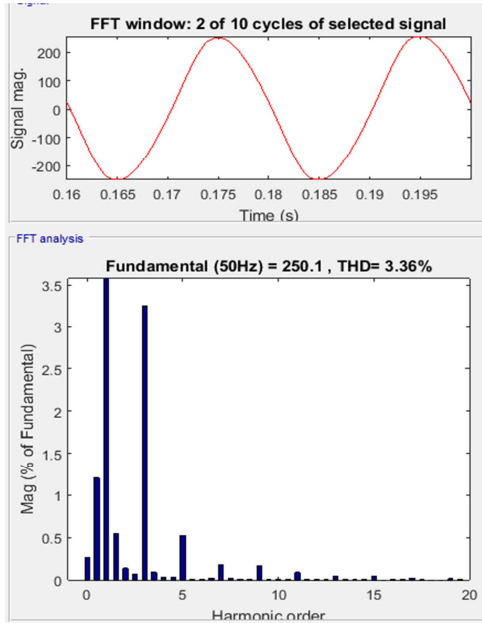 Signal
FFT window: 2 of 10 cycles of selected signal
Signal mag.
200
100
0
-100
-200
0.16 0.165 0.17 0.175 0.18 0.185 0.19 0.195
Time (s)
FFT analysis
Fundamental (50Hz) = 250.1 , THD= 3.36%
Mag (% of Fundamental)
3.5
3
2.5
2
1.5
1
0.5
0
0 5 10 15 20
Harmonic order